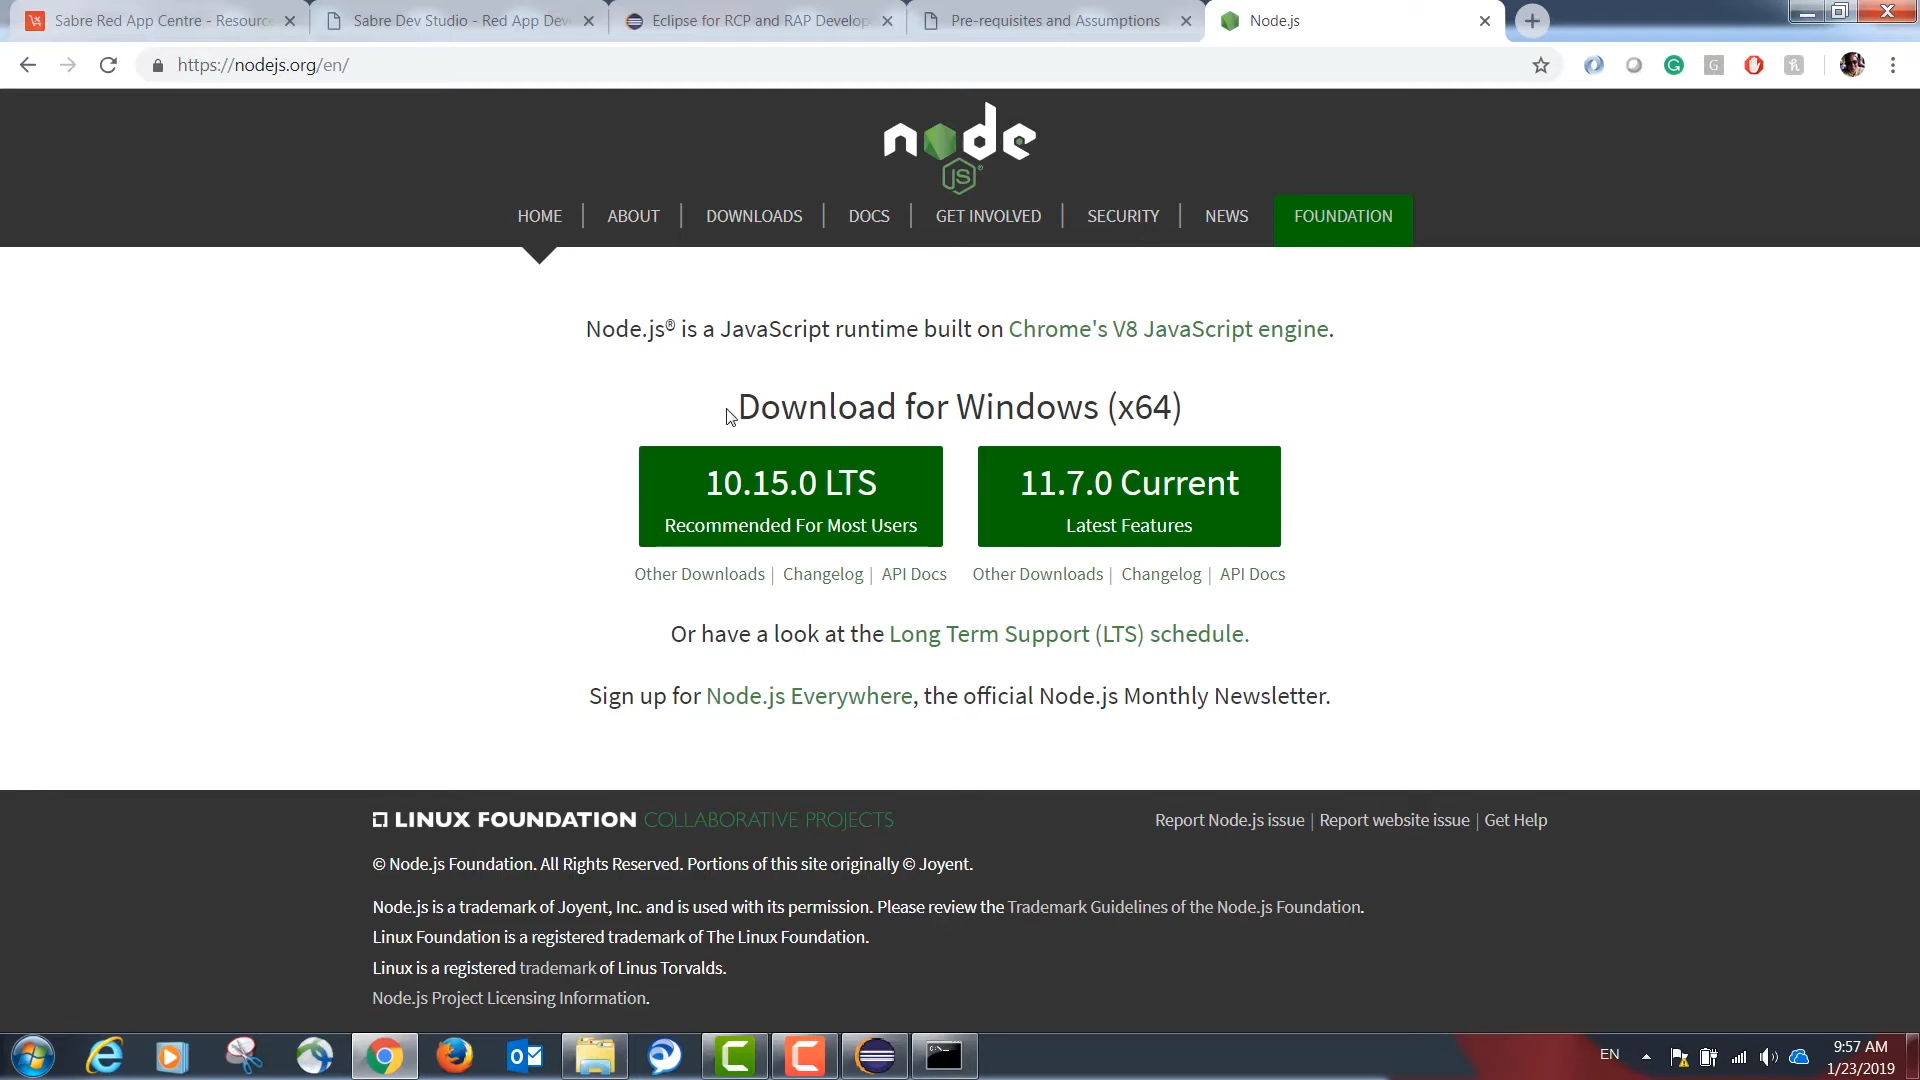 Sabre Red App Centre - Resource
Sabre Dev Studio - Red App Dev
Eclipse for RCP and RAP Develop
Pre-requisites and Assumptions
Node.js
https://nodejs.org/en/
node
JS
HOME
ABOUT
DOWNLOADS
DOCS
GET INVOLVED
SECURITY
NEWS
FOUNDATION
Node.js® is a JavaScript runtime built on Chrome's V8 JavaScript engine.
Download for Windows (x64)
10.15.0 LTS
Recommended For Most Users
11.7.0 Current
Latest Features
Other Downloads | Changelog | API Docs
Other Downloads | Changelog | API Docs
Or have a look at the Long Term Support (LTS) schedule.
Sign up for Node.js Everywhere, the official Node.js Monthly Newsletter.
LINUX FOUNDATION COLLABORATIVE PROJECTS
Report Node.js issue | Report website issue | Get Help
© Node.js Foundation. All Rights Reserved. Portions of this site originally © Joyent.
Node.js is a trademark of Joyent, Inc. and is used with its permission. Please review the Trademark Guidelines of the Node.js Foundation.
Linux Foundation is a registered trademark of The Linux Foundation.
Linux is a registered trademark of Linus Torvalds.
Node.js Project Licensing Information.
EN
9:57 AM
1/23/2019